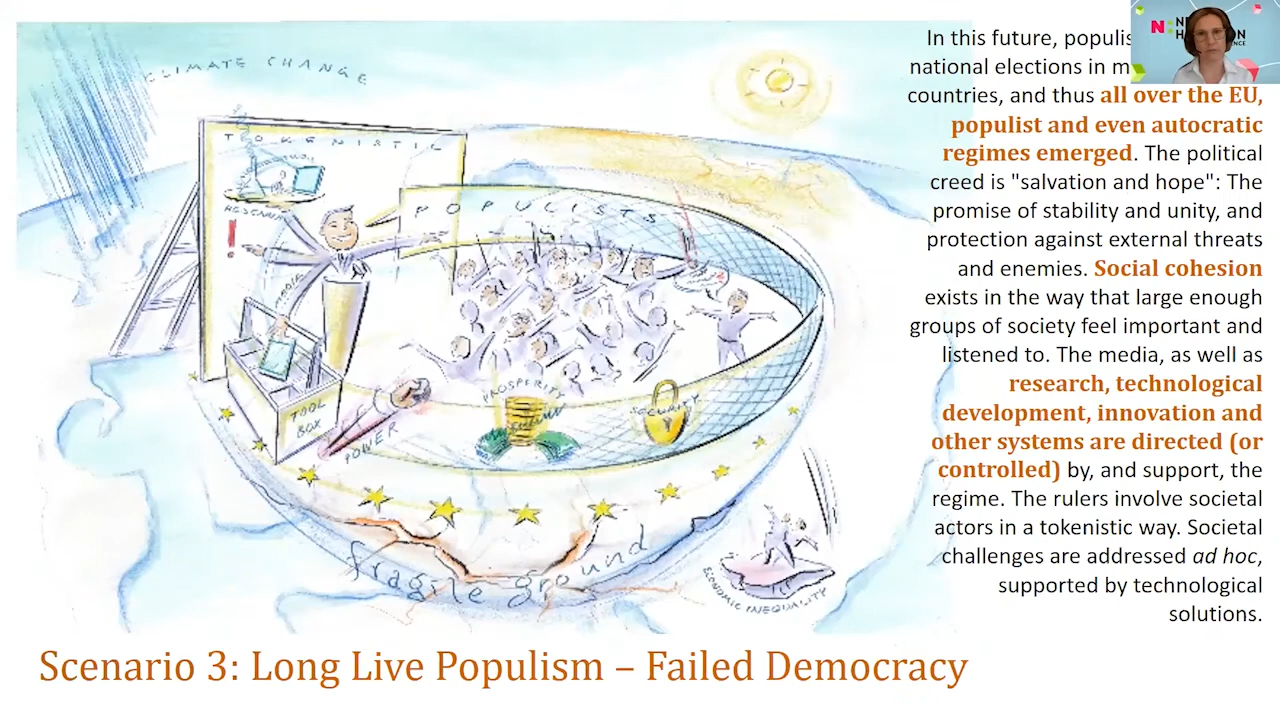 CLIMATE CHANGE
TOKENISTIC
RESEARCH
POPULISTS
TOOL
BOX
POWER
PROSPERITY
SECURITY
fragile ground
ECONOMIC INEQUALITY
In this future, populis
national elections in m
countries, and thus all over the EU,
populist and even autocratic
regimes emerged. The political
creed is "salvation and hope": The
promise of stability and unity, and
protection against external threats
and enemies. Social cohesion
exists in the way that large enough
groups of society feel important and
listened to. The media, as well as
research, technological
development, innovation and
other systems are directed (or
controlled) by, and support, the
regime. The rulers involve societal
actors in a tokenistic way. Societal
challenges are addressed ad hoc,
supported by technological
solutions.
Scenario 3: Long Live Populism – Failed Democracy